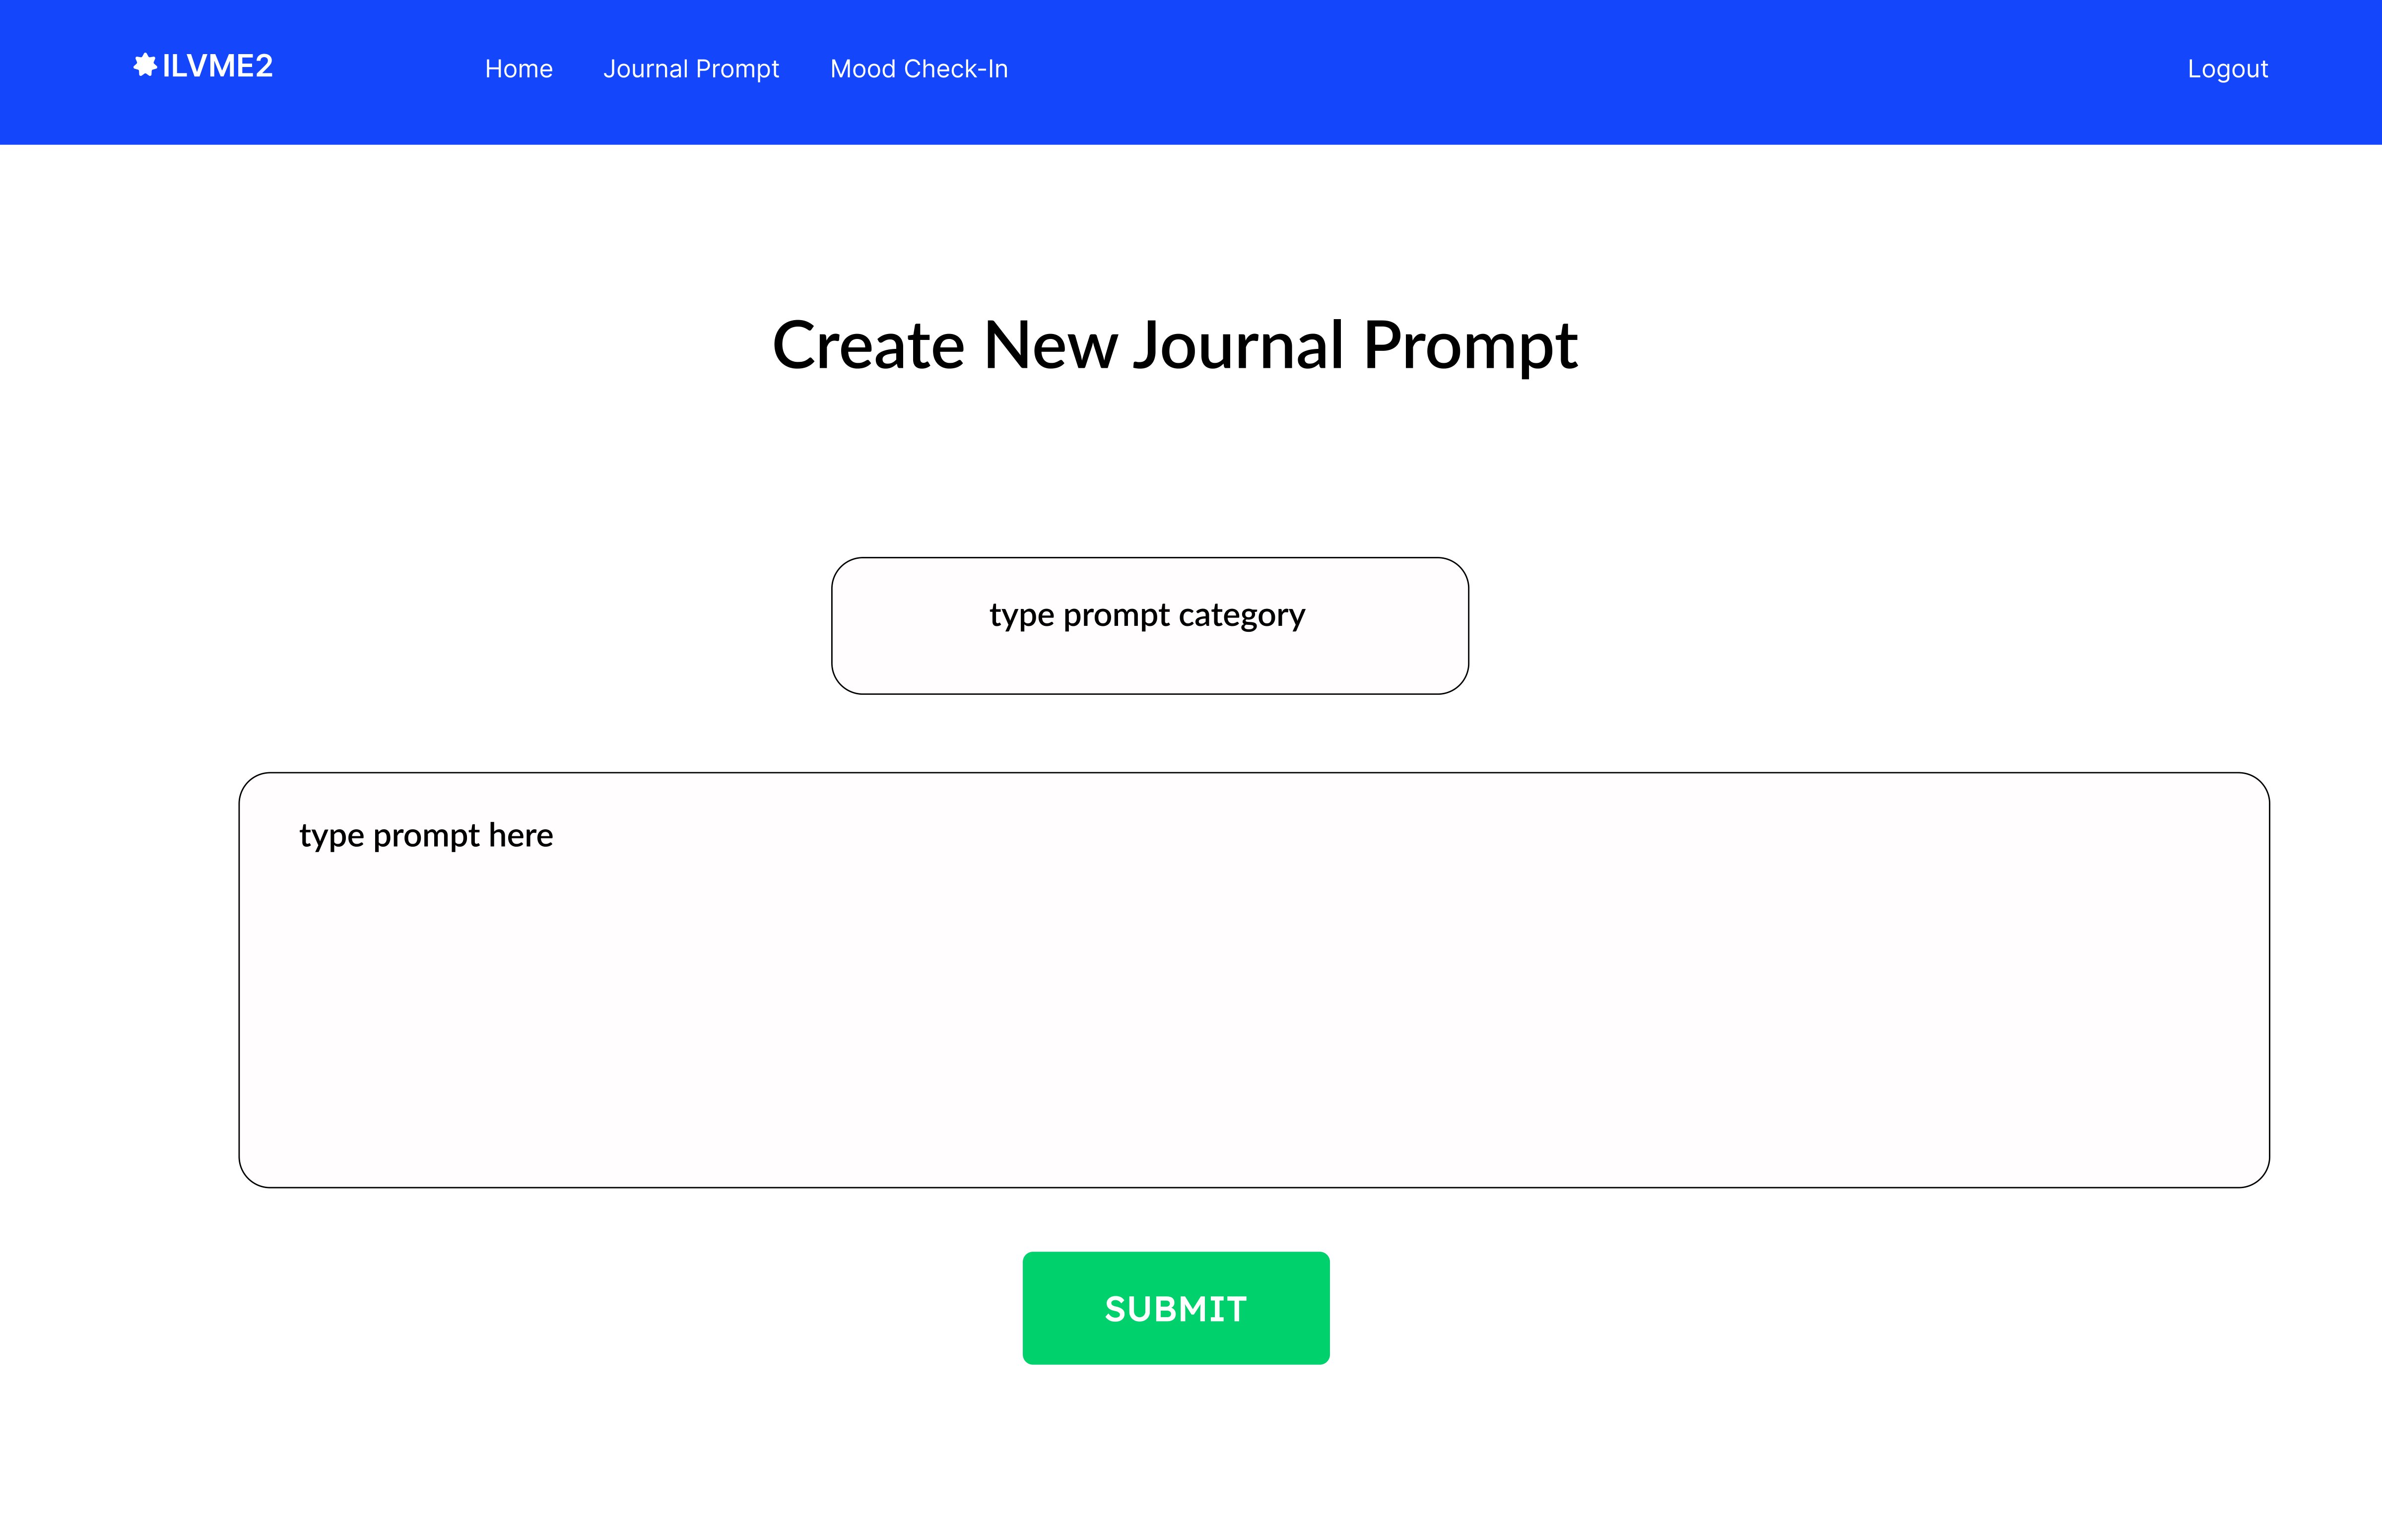 ILVME2 Home Journal Prompt Mood Check-In Logout
Create New Journal Prompt
type prompt category
type prompt here
SUBMIT